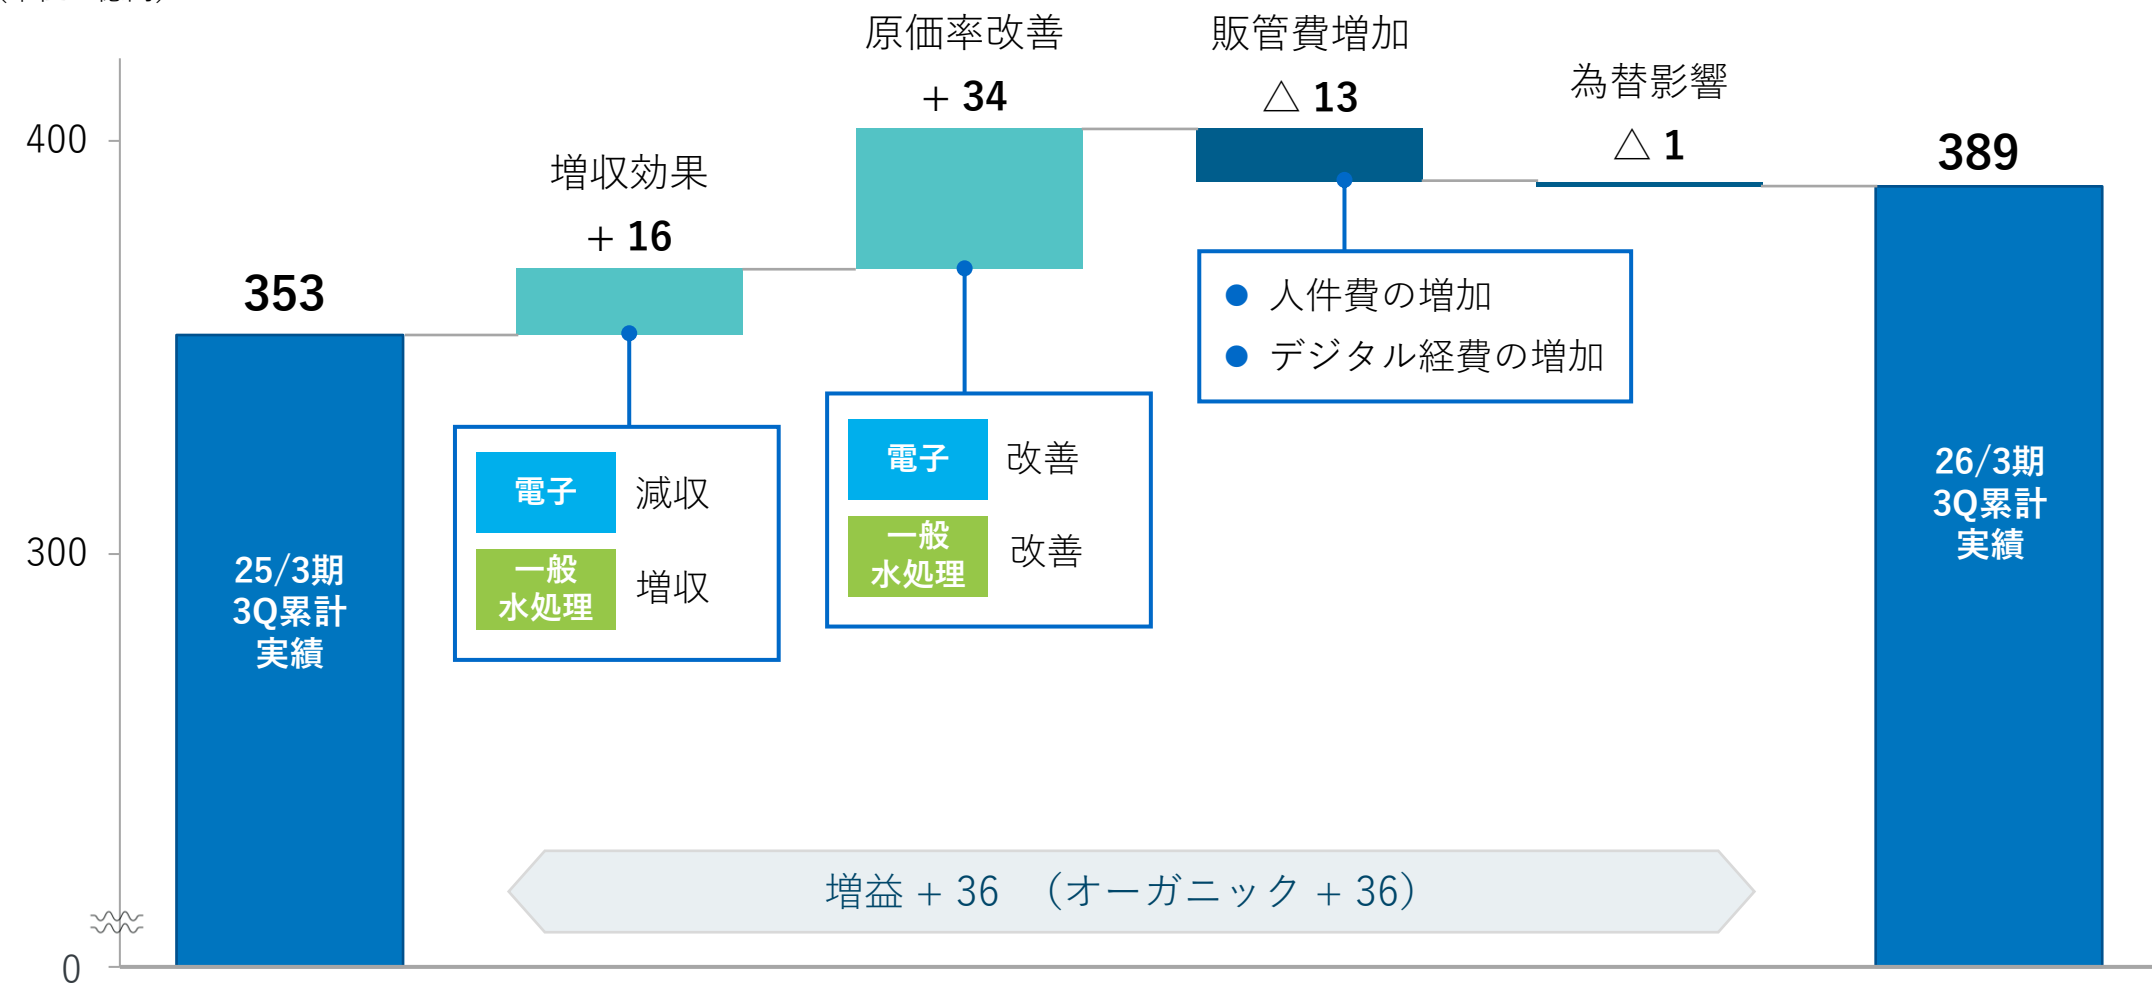 400
300
0
353
25/3期
3Q累計
実績
増収効果
+ 16
電子 減収
一般
水処理 増収
原価率改善
+ 34
電子 改善
一般
水処理 改善
販管費増加
△ 13
● 人件費の増加
● デジタル経費の増加
為替影響
△ 1
389
26/3期
3Q累計
実績
増益 + 36 （オーガニック + 36）